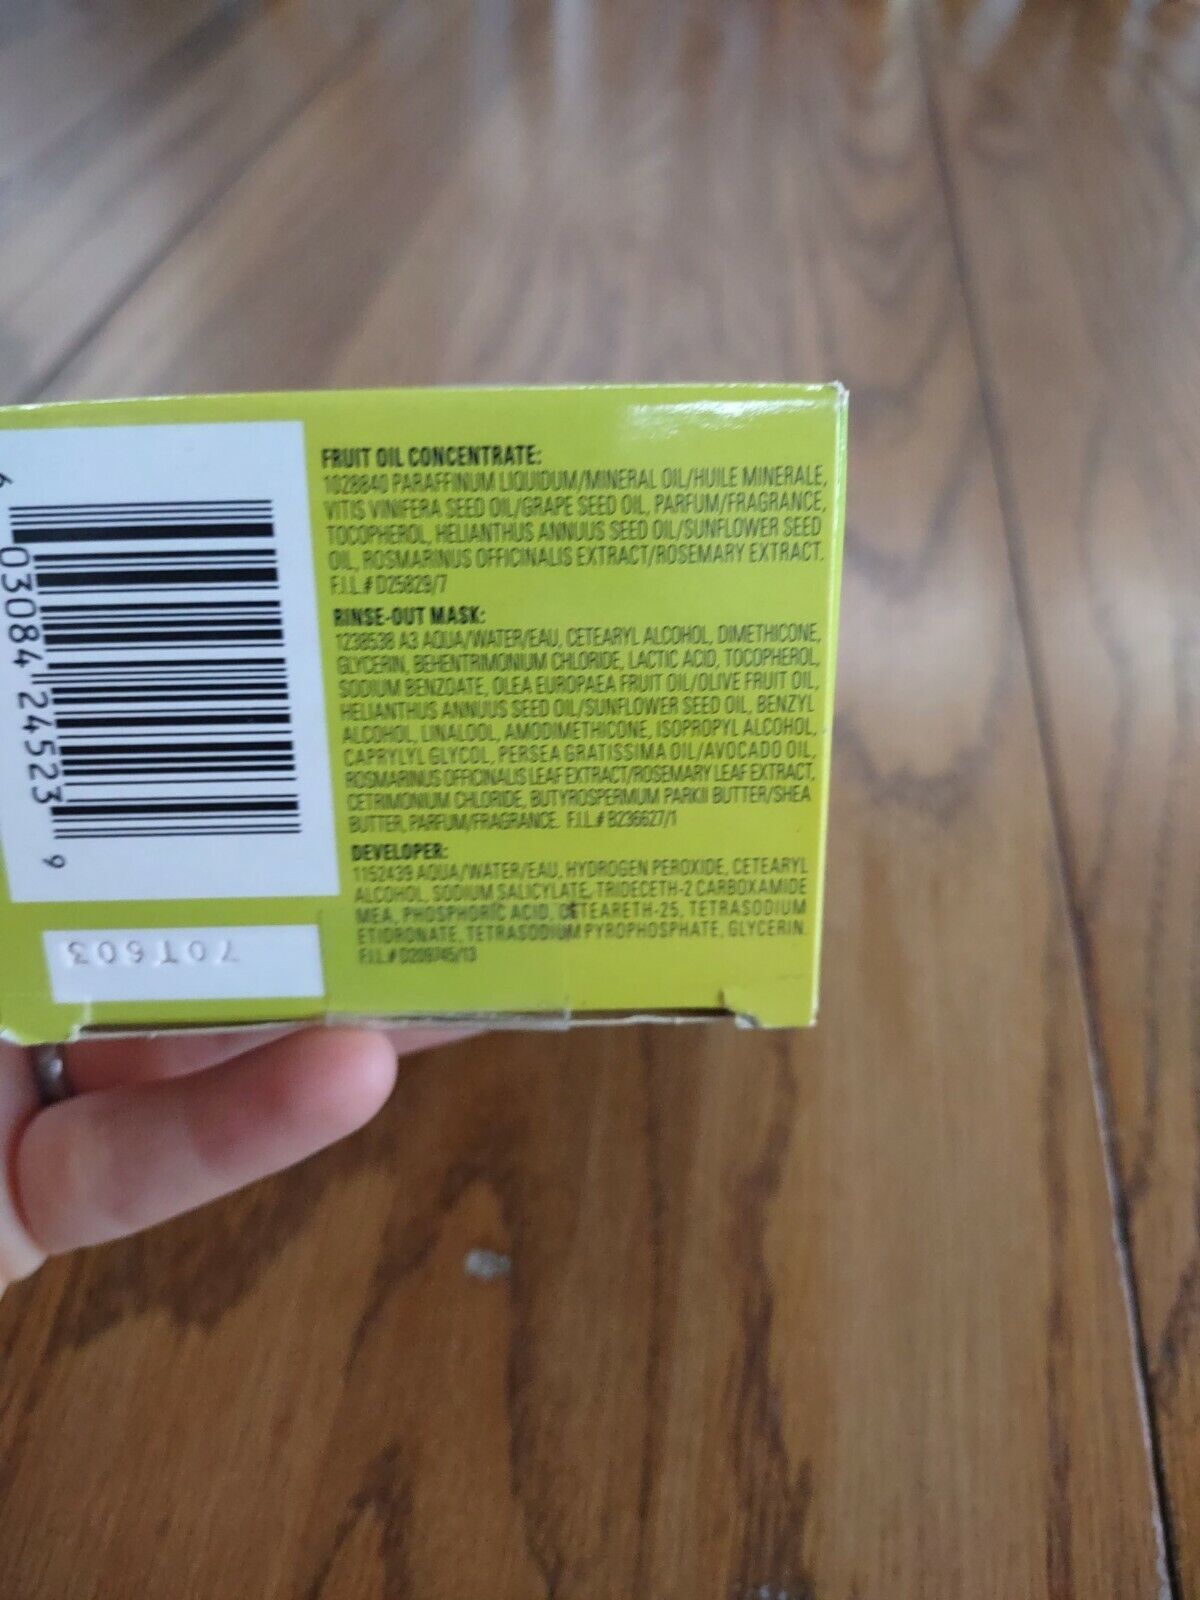 FRUIT OIL CONCENTRATE:
1028840 PARAFFINUM LIQUIDUM/MINERAL OIL/HUILE MINERALE,
VITIS VINIFERA SEED OIL/GRAPE SEED OIL, PARFUM/FRAGRANCE,
TOCOPHEROL, HELIANTHUS ANNUUS SEED OIL/SUNFLOWER SEED
OIL, ROSMARINUS OFFICINALIS EXTRACT/ROSEMARY EXTRACT.
F.I.L.# D25829/7
RINSE-OUT MASK:
1238538 A3 AQUA/WATER/EAU, CETEARYL ALCOHOL, DIMETHICONE,
GLYCERIN, BEHENTRIMONIUM CHLORIDE, LACTIC ACID, TOCOPHEROL,
SODIUM BENZOATE, OLEA EUROPAEA FRUIT OIL/OLIVE FRUIT OIL,
HELIANTHUS ANNUUS SEED OIL/SUNFLOWER SEED OIL, BENZYL
ALCOHOL, LINALOOL, AMODIMETHICONE, ISOPROPYL ALCOHOL,
CAPRYLYL GLYCOL, PERSEA GRATISSIMA OIL/AVOCADO OIL,
ROSMARINUS OFFICINALIS LEAF EXTRACT/ROSEMARY LEAF EXTRACT,
CETRIMONIUM CHLORIDE, BUTYROSPERMUM PARKII BUTTER/SHEA
BUTTER, PARFUM/FRAGRANCE. F.I.L.# B236627/1
DEVELOPER:
1152439 AQUA/WATER/EAU, HYDROGEN PEROXIDE, CETEARYL
ALCOHOL, SODIUM SALICYLATE, TRIDECETH-2 CARBOXAMIDE
MEA, PHOSPHORIC ACID, CETEARETH-25, TETRASODIUM
ETIDRONATE, TETRASODIUM PYROPHOSPHATE, GLYCERIN.
F.I.L.# D209745/13
6 03084 24523 9
70T603